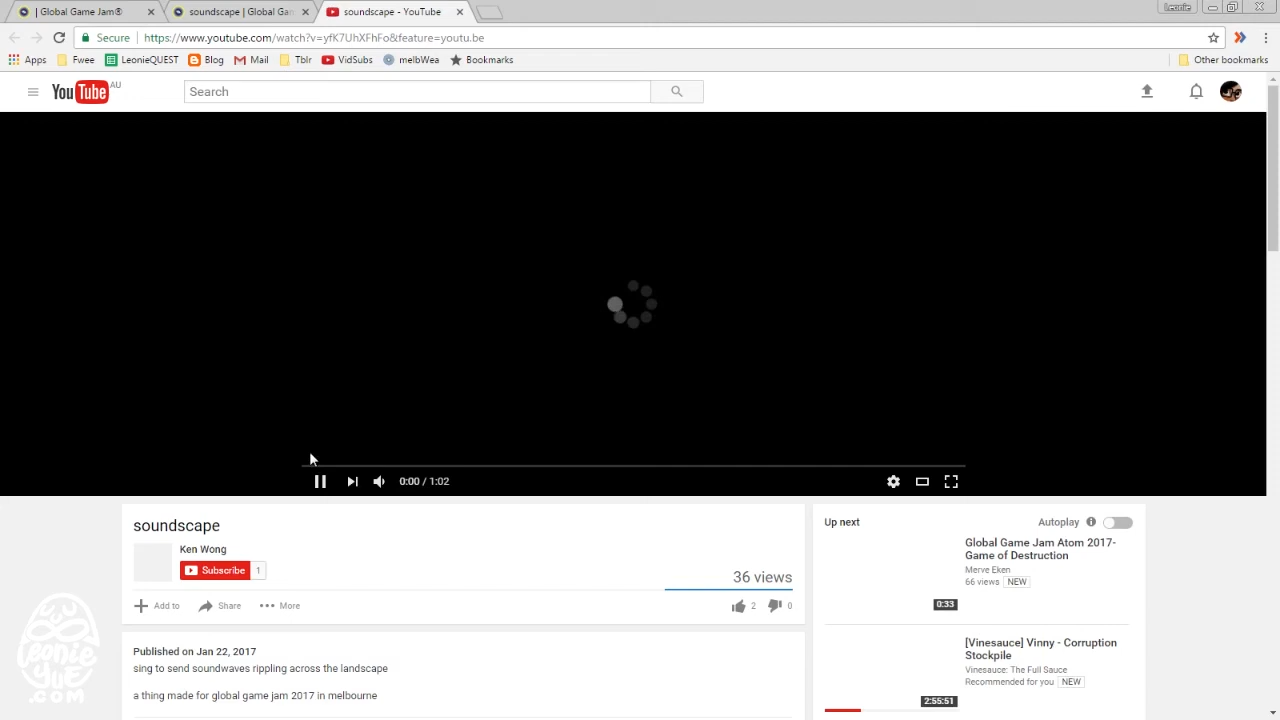 | Global Game Jam®
soundscape | Global Gam
soundscape - YouTube
Leonie
Secure
https://www.youtube.com/watch?v=yfK7UhXFhFo&feature=youtu.be
Apps
Fwee
LeonieQUEST
Blog
Mail
Tblr
VidSubs
melbWea
Bookmarks
Other bookmarks
YouTube AU
Search
0:00 / 1:02
soundscape
Ken Wong
Subscribe 1
36 views
Add to
Share
More
2
0
Published on Jan 22, 2017
sing to send soundwaves rippling across the landscape
a thing made for global game jam 2017 in melbourne
Up next
Autoplay
Global Game Jam Atom 2017-
Game of Destruction
Merve Eken
66 views NEW
0:33
[Vinesauce] Vinny - Corruption
Stockpile
Vinesauce: The Full Sauce
Recommended for you NEW
2:55:51
Leonie
Yue
.COM